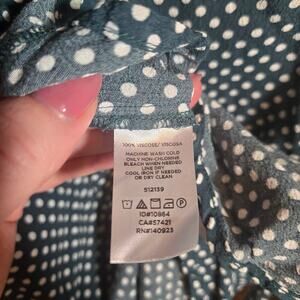 100% VISCOSE/ VISCOSA
MACHINE WASH COLD
ONLY NON-CHLORINE
BLEACH WHEN NEEDED
LINE DRY
COOL IRON IF NEEDED
OR DRY CLEAN
512139
ID#10864
CA#57421
RN#140923